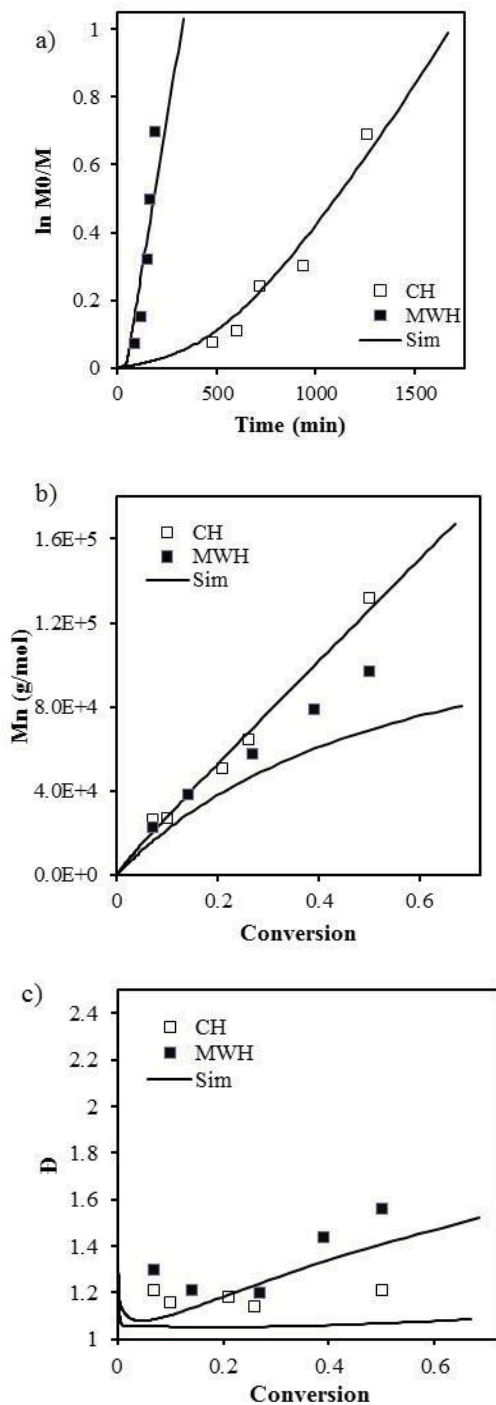 a)
1
0.8
0.6
0.4
0.2
0
ln M0/M
CH
MWH
Sim
0 500 1000 1500
Time (min)
b)
1.6E+5
1.2E+5
8.0E+4
4.0E+4
0.0E+0
Mn (g/mol)
CH
MWH
Sim
0 0.2 0.4 0.6
Conversion
c)
2.4
2.2
2
1.8
1.6
1.4
1.2
1
Đ
CH
MWH
Sim
0 0.2 0.4 0.6
Conversion